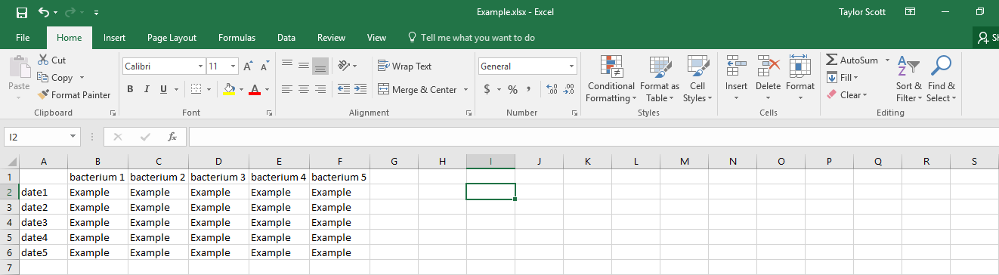 Example.xlsx - Excel
Taylor Scott
File Home Insert Page Layout Formulas Data Review View Tell me what you want to do
Cut
Copy
Format Painter
Paste
Clipboard
Calibri 11
B I U A
Font
Wrap Text
Merge & Center
Alignment
General
$ % ,
Number
Conditional Formatting
Format as Table
Cell Styles
Styles
Insert Delete Format
Cells
AutoSum
Fill
Clear
Sort & Filter
Find & Select
Editing
I2 fx
A B C D E F G H I J K L M N O P Q R S
1 bacterium 1 bacterium 2 bacterium 3 bacterium 4 bacterium 5
2 date1 Example Example Example Example Example
3 date2 Example Example Example Example Example
4 date3 Example Example Example Example Example
5 date4 Example Example Example Example Example
6 date5 Example Example Example Example Example
7